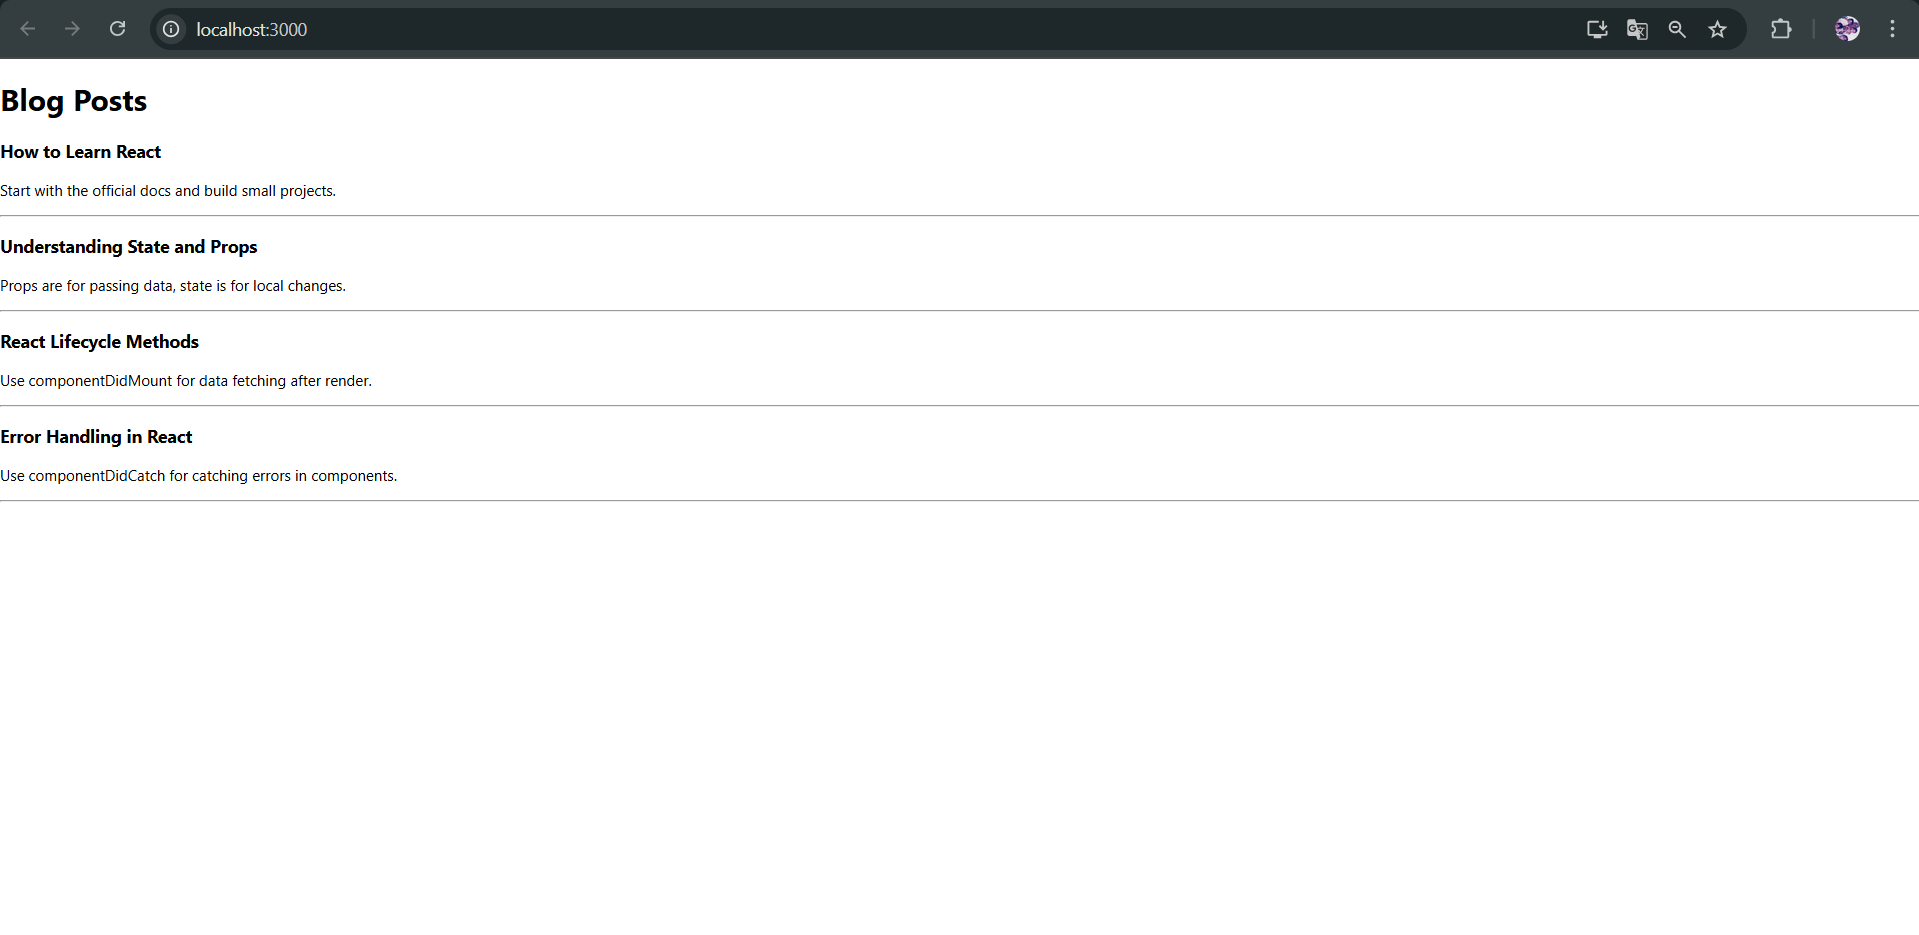 localhost:3000
Blog Posts
How to Learn React
Start with the official docs and build small projects.
Understanding State and Props
Props are for passing data, state is for local changes.
React Lifecycle Methods
Use componentDidMount for data fetching after render.
Error Handling in React
Use componentDidCatch for catching errors in components.